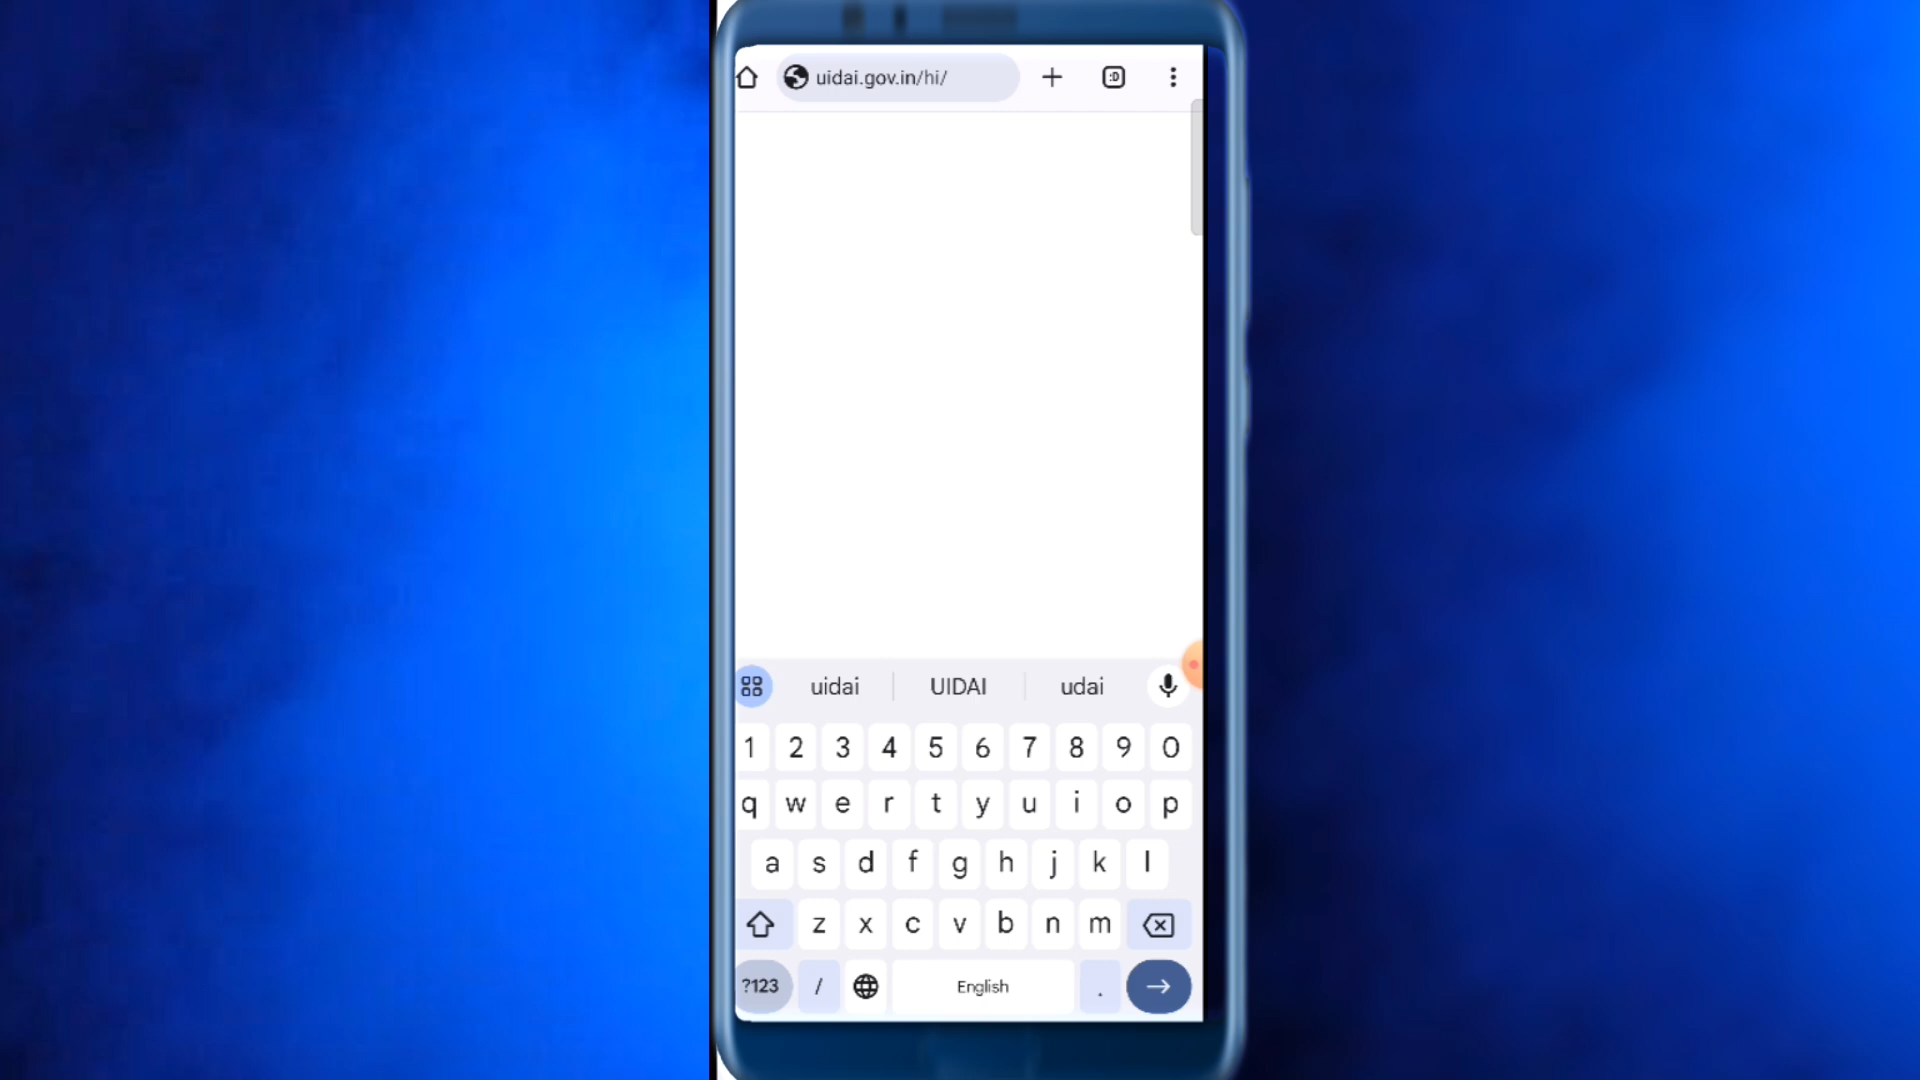 uidai.gov.in/hi/
:D
uidai UIDAI udai
1 2 3 4 5 6 7 8 9 0
q w e r t y u i o p
a s d f g h j k l
z x c v b n m
?123 / English .